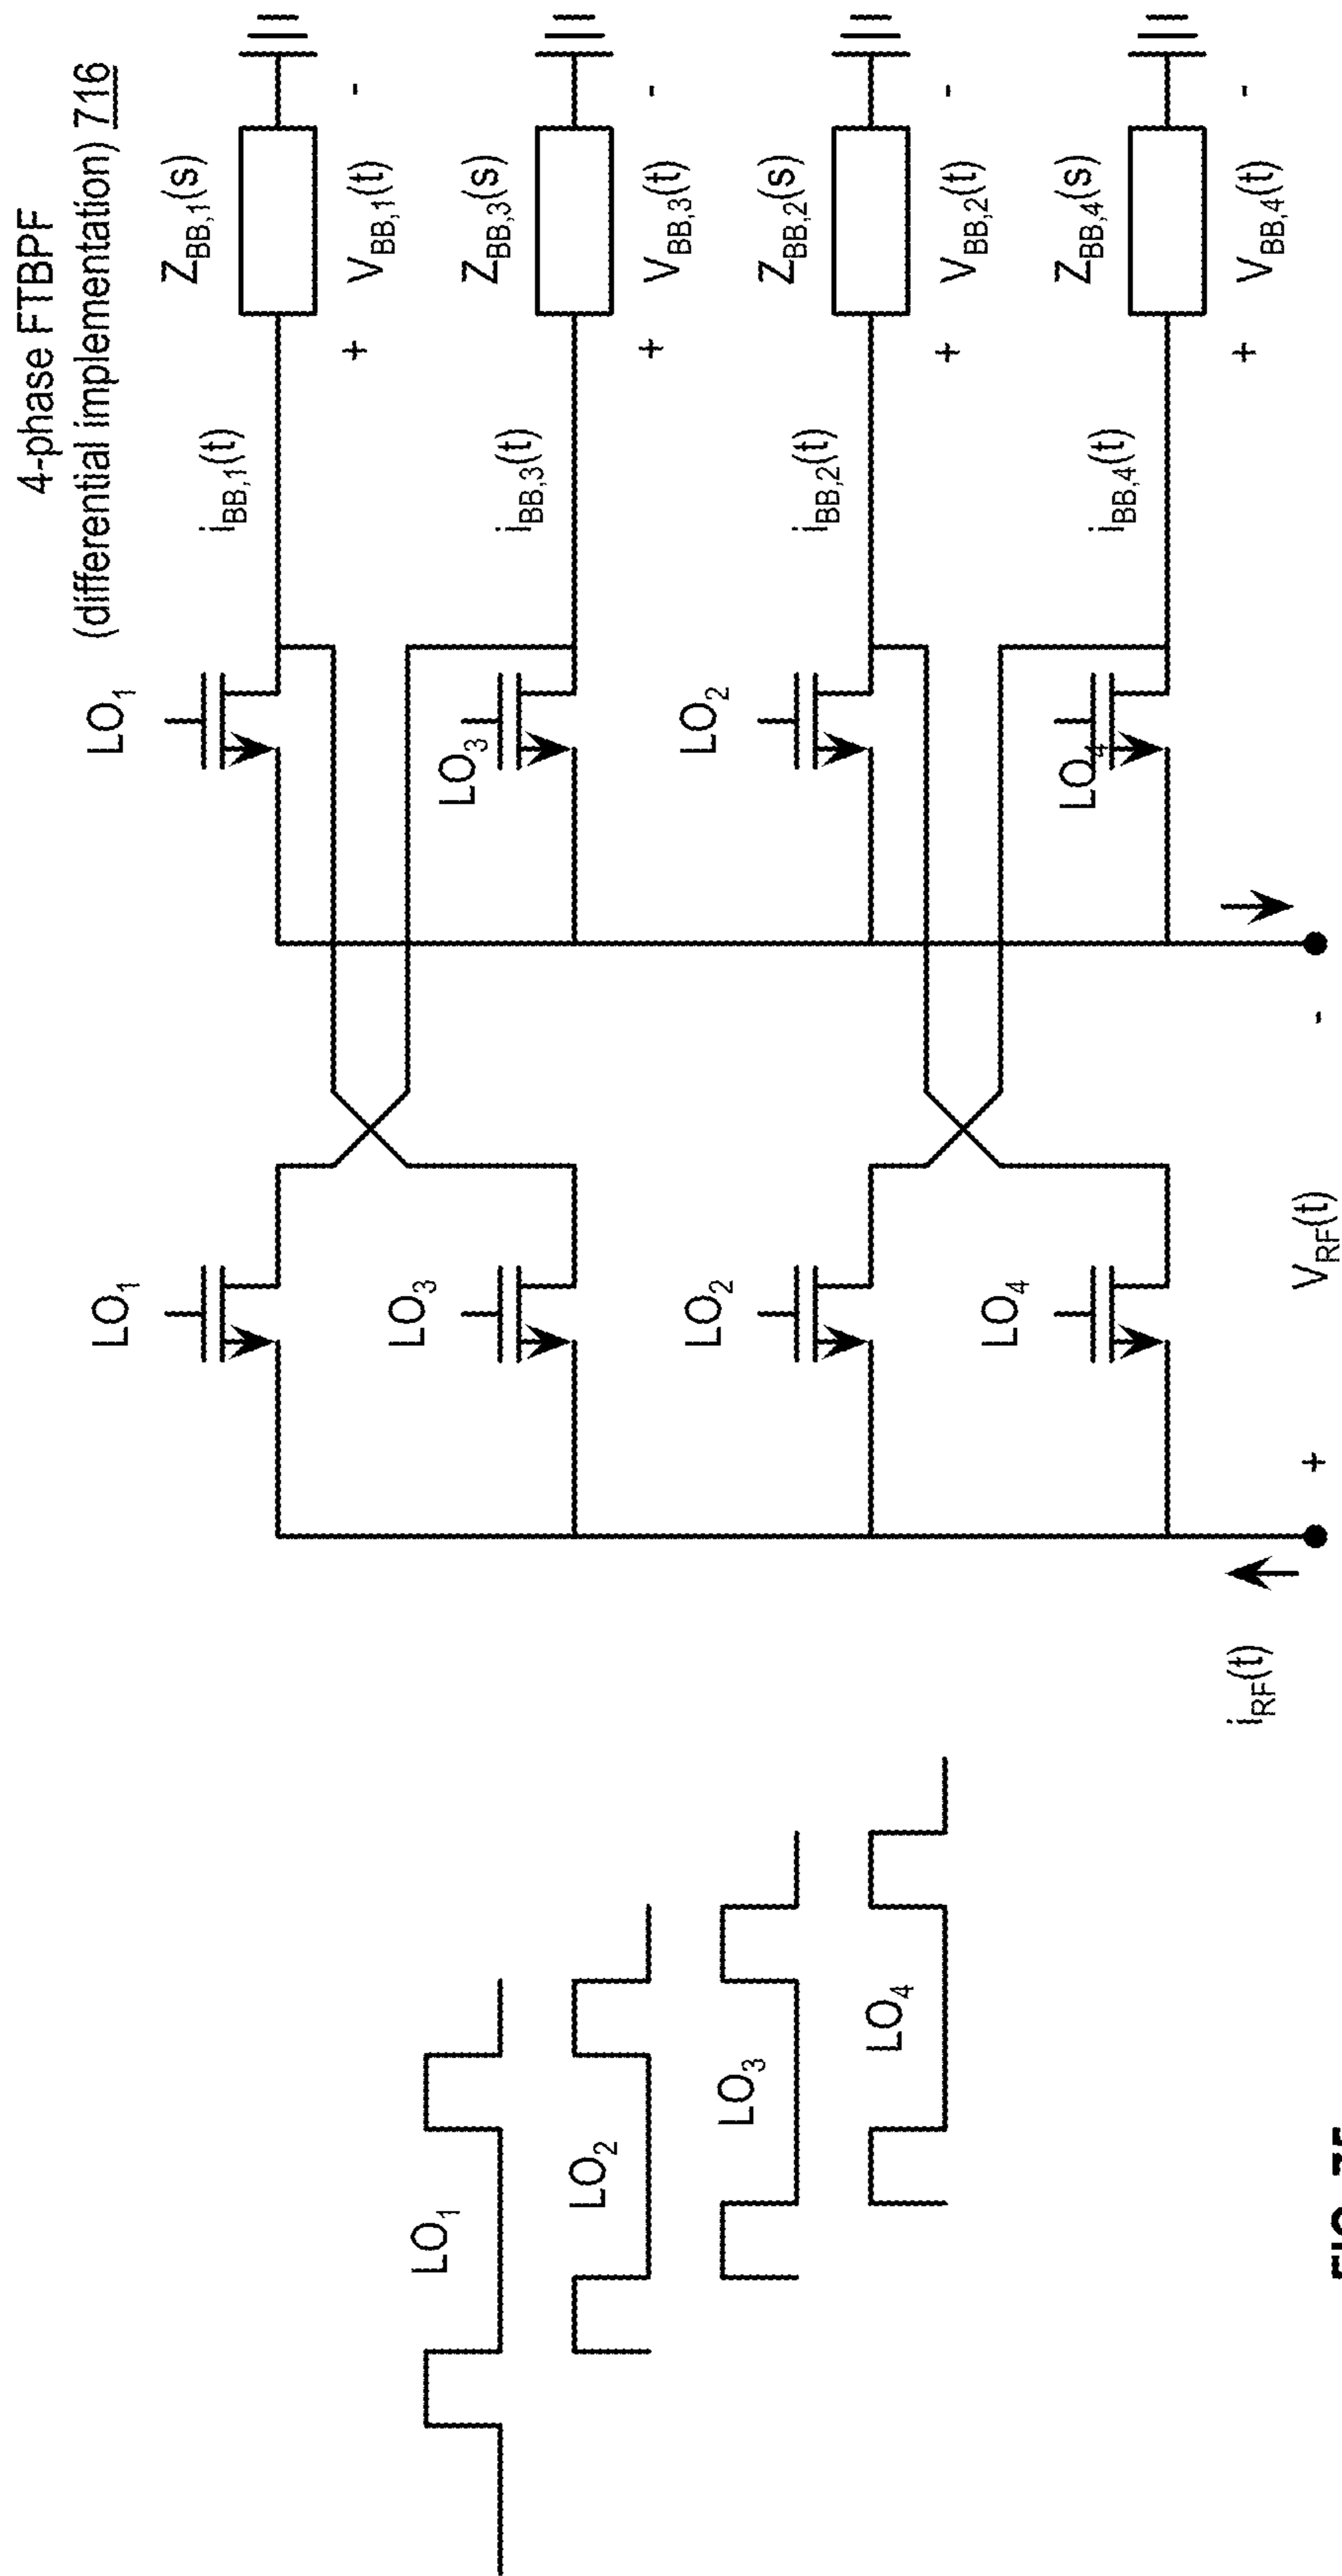 4-phase FTBPF
(differential implementation) 716
LO1
LO2
LO3
LO4
LO1
LO3
LO2
LO4
LO1
LO3
LO2
LO4
iBB,1(t)
iBB,3(t)
iBB,2(t)
iBB,4(t)
ZBB,1(s)
+ VBB,1(t) -
ZBB,3(s)
+ VBB,3(t) -
ZBB,2(s)
+ VBB,2(t) -
ZBB,4(s)
+ VBB,4(t) -
iRF(t)
+ VRF(t) -